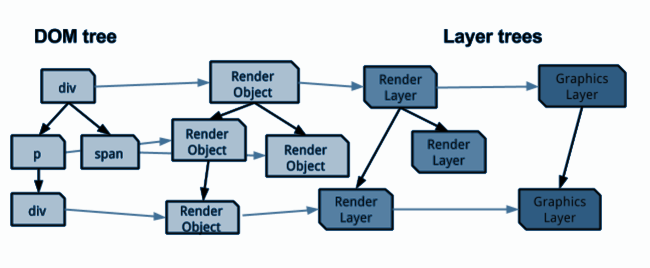 DOM tree
Layer trees
div
Render
Object
Render
Layer
Graphics
Layer
p
span
Render
Object
Render
Object
Render
Layer
div
Render
Object
Render
Layer
Graphics
Layer